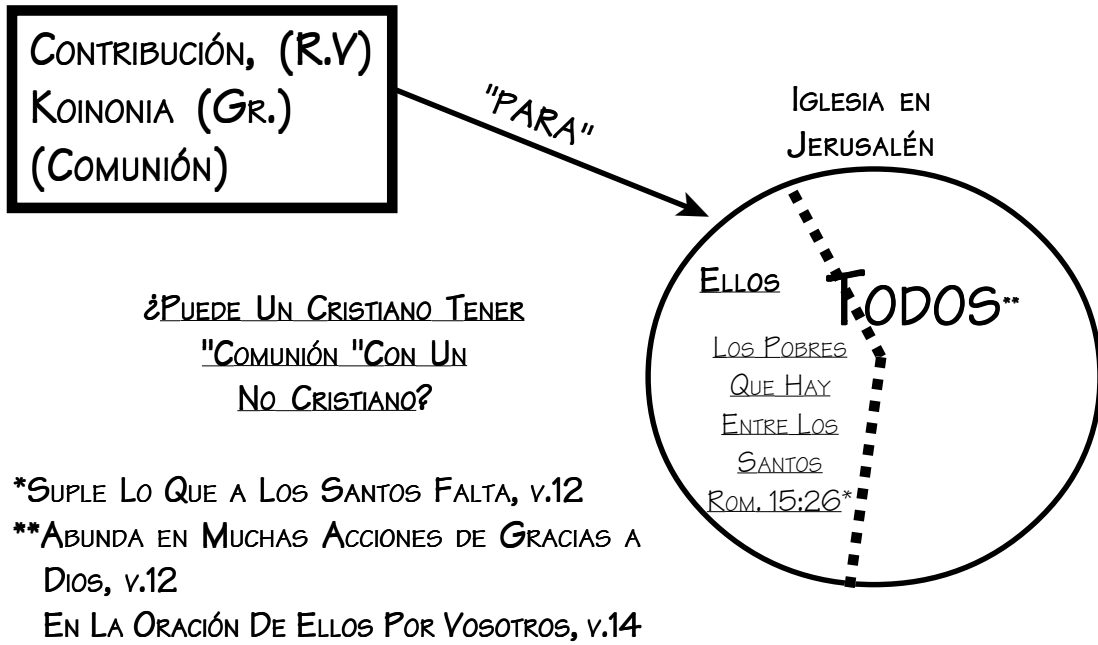 Contribución, (R.V)
Koinonia (Gr.)
(Comunión)
"PARA"
Iglesia en
Jerusalén
Ellos
Todos**
Los Pobres
Que Hay
Entre Los
Santos
Rom. 15:26*
¿Puede Un Cristiano Tener
"Comunión "Con Un
No Cristiano?
*Suple Lo Que a Los Santos Falta, v.12
**Abunda en Muchas Acciones de Gracias a
Dios, v.12
En La Oración De Ellos Por Vosotros, v.14